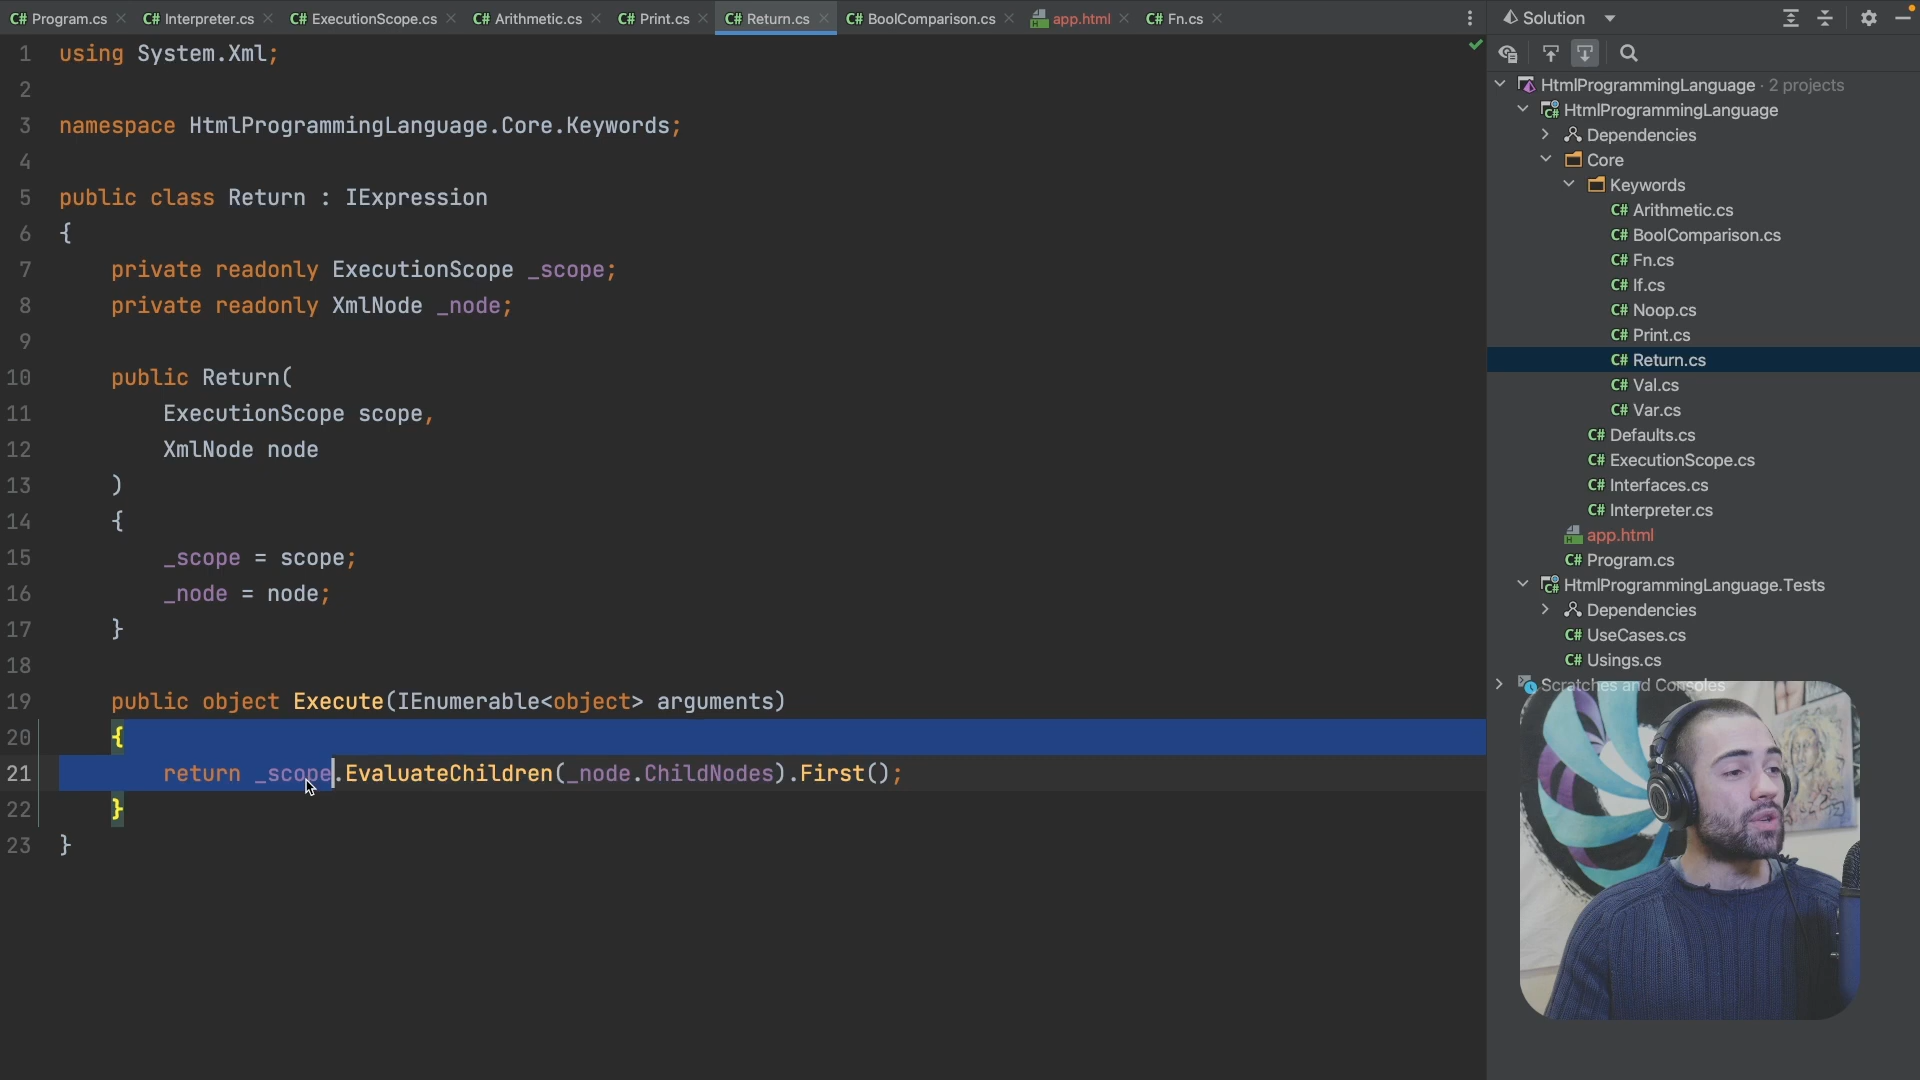 C# Program.cs
C# Interpreter.cs
C# ExecutionScope.cs
C# Arithmetic.cs
C# Print.cs
C# Return.cs
C# BoolComparison.cs
app.html
C# Fn.cs
Solution
1 using System.Xml;
2
3 namespace HtmlProgrammingLanguage.Core.Keywords;
4
5 public class Return : IExpression
6 {
7 private readonly ExecutionScope _scope;
8 private readonly XmlNode _node;
9
10 public Return(
11 ExecutionScope scope,
12 XmlNode node
13 )
14 {
15 _scope = scope;
16 _node = node;
17 }
18
19 public object Execute(IEnumerable<object> arguments)
20 {
21 return _scope.EvaluateChildren(_node.ChildNodes).First();
22 }
23 }
HtmlProgrammingLanguage · 2 projects
C# HtmlProgrammingLanguage
Dependencies
Core
Keywords
C# Arithmetic.cs
C# BoolComparison.cs
C# Fn.cs
C# If.cs
C# Noop.cs
C# Print.cs
C# Return.cs
C# Val.cs
C# Var.cs
C# Defaults.cs
C# ExecutionScope.cs
C# Interfaces.cs
C# Interpreter.cs
app.html
C# Program.cs
C# HtmlProgrammingLanguage.Tests
Dependencies
C# UseCases.cs
C# Usings.cs
Scratches and Consoles